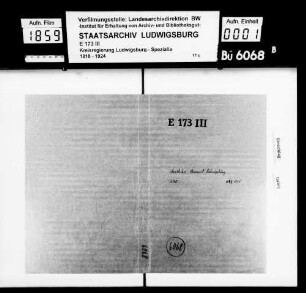 Aufn. Film
1859
Verfilmungsstelle: Landesarchivdirektion BW
-Institut für Erhaltung von Archiv- und Bibliotheksgut-
STAATSARCHIV LUDWIGSBURG
E 173 III
Kreisregierung Ludwigsburg - Spezialia
1818 - 1924
Aufn. Einheit
0001
Bü 6068
B
E 173 III
6068